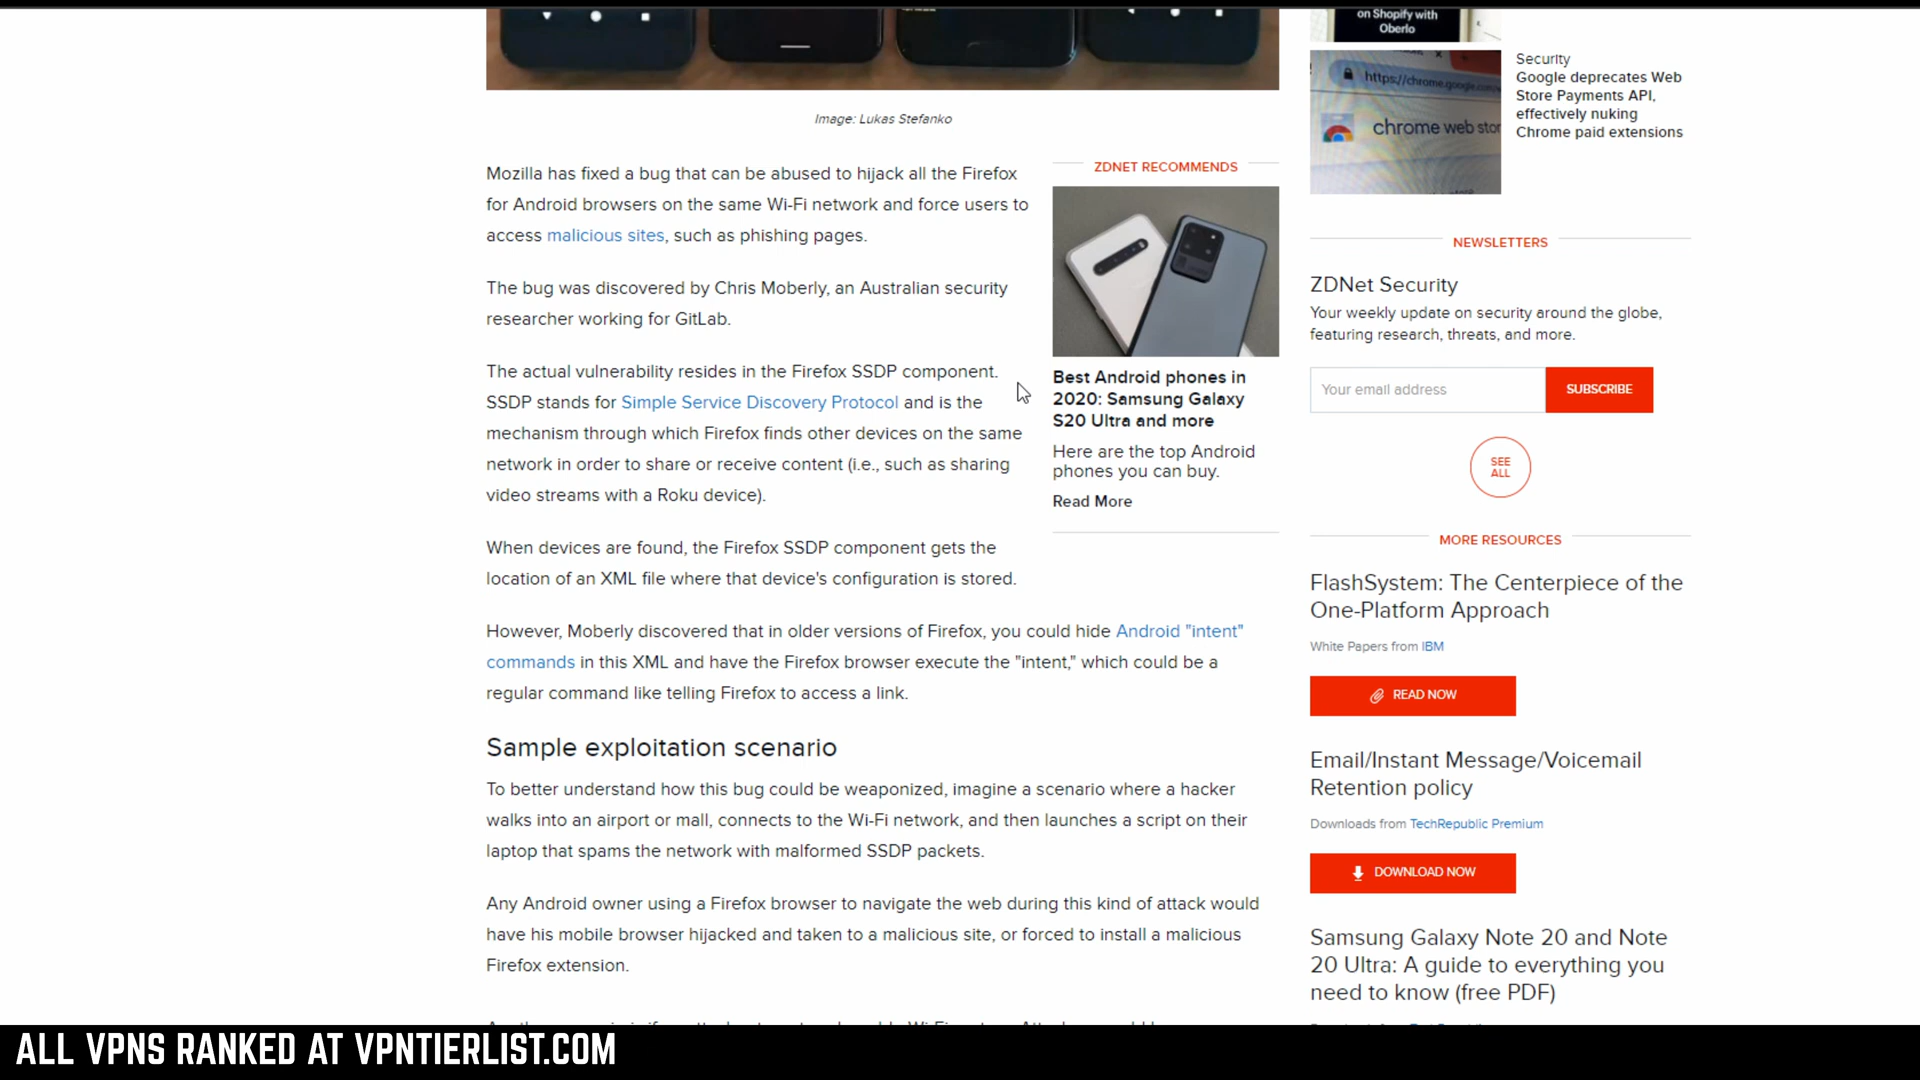 on Shopify with
Oberlo
Image: Lukas Stefanko
Mozilla has fixed a bug that can be abused to hijack all the Firefox
for Android browsers on the same Wi-Fi network and force users to
access malicious sites, such as phishing pages.
The bug was discovered by Chris Moberly, an Australian security
researcher working for GitLab.
The actual vulnerability resides in the Firefox SSDP component.
SSDP stands for Simple Service Discovery Protocol and is the
mechanism through which Firefox finds other devices on the same
network in order to share or receive content (i.e., such as sharing
video streams with a Roku device).
When devices are found, the Firefox SSDP component gets the
location of an XML file where that device's configuration is stored.
However, Moberly discovered that in older versions of Firefox, you could hide Android "intent"
commands in this XML and have the Firefox browser execute the "intent," which could be a
regular command like telling Firefox to access a link.
Sample exploitation scenario
To better understand how this bug could be weaponized, imagine a scenario where a hacker
walks into an airport or mall, connects to the Wi-Fi network, and then launches a script on their
laptop that spams the network with malformed SSDP packets.
Any Android owner using a Firefox browser to navigate the web during this kind of attack would
have his mobile browser hijacked and taken to a malicious site, or forced to install a malicious
Firefox extension.
ZDNET RECOMMENDS
Best Android phones in
2020: Samsung Galaxy
S20 Ultra and more
Here are the top Android
phones you can buy.
Read More
https://chrome.google.com
chrome web stor
Security
Google deprecates Web
Store Payments API,
effectively nuking
Chrome paid extensions
NEWSLETTERS
ZDNet Security
Your weekly update on security around the globe,
featuring research, threats, and more.
Your email address
SUBSCRIBE
SEE
ALL
MORE RESOURCES
FlashSystem: The Centerpiece of the
One-Platform Approach
White Papers from IBM
READ NOW
Email/Instant Message/Voicemail
Retention policy
Downloads from TechRepublic Premium
DOWNLOAD NOW
Samsung Galaxy Note 20 and Note
20 Ultra: A guide to everything you
need to know (free PDF)
ALL VPNS RANKED AT VPNTIERLIST.COM